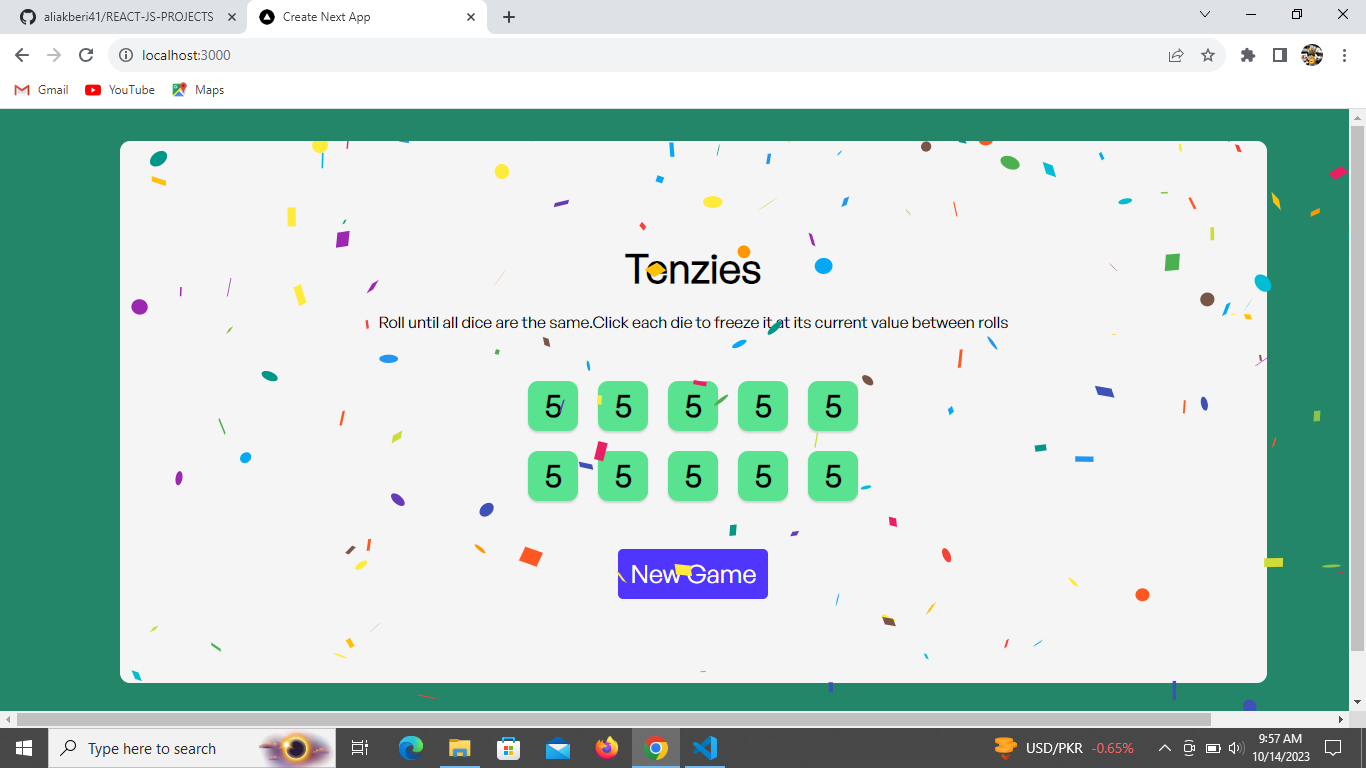 aliakberi41/REACT-JS-PROJECTS
Create Next App
localhost:3000
Gmail
YouTube
Maps
Tenzies
Roll until all dice are the same.Click each die to freeze it at its current value between rolls
5 5 5 5 5
5 5 5 5 5
New Game
Type here to search
USD/PKR -0.65%
9:57 AM
10/14/2023